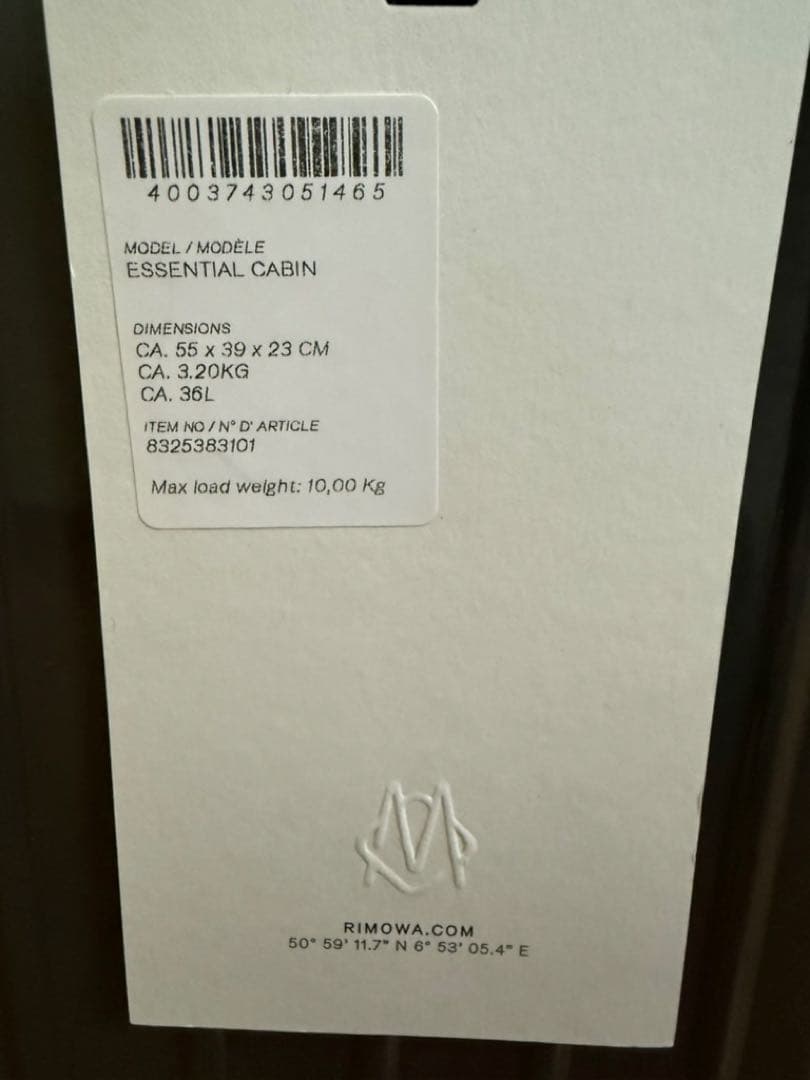 4003743051465
MODEL / MODÈLE
ESSENTIAL CABIN
DIMENSIONS
CA. 55 x 39 x 23 CM
CA. 3.20KG
CA. 36L
ITEM NO / N° D' ARTICLE
8325383101
Max load weight: 10,00 Kg
RIMOWA.COM
50° 59' 11.7" N 6° 53' 05.4" E